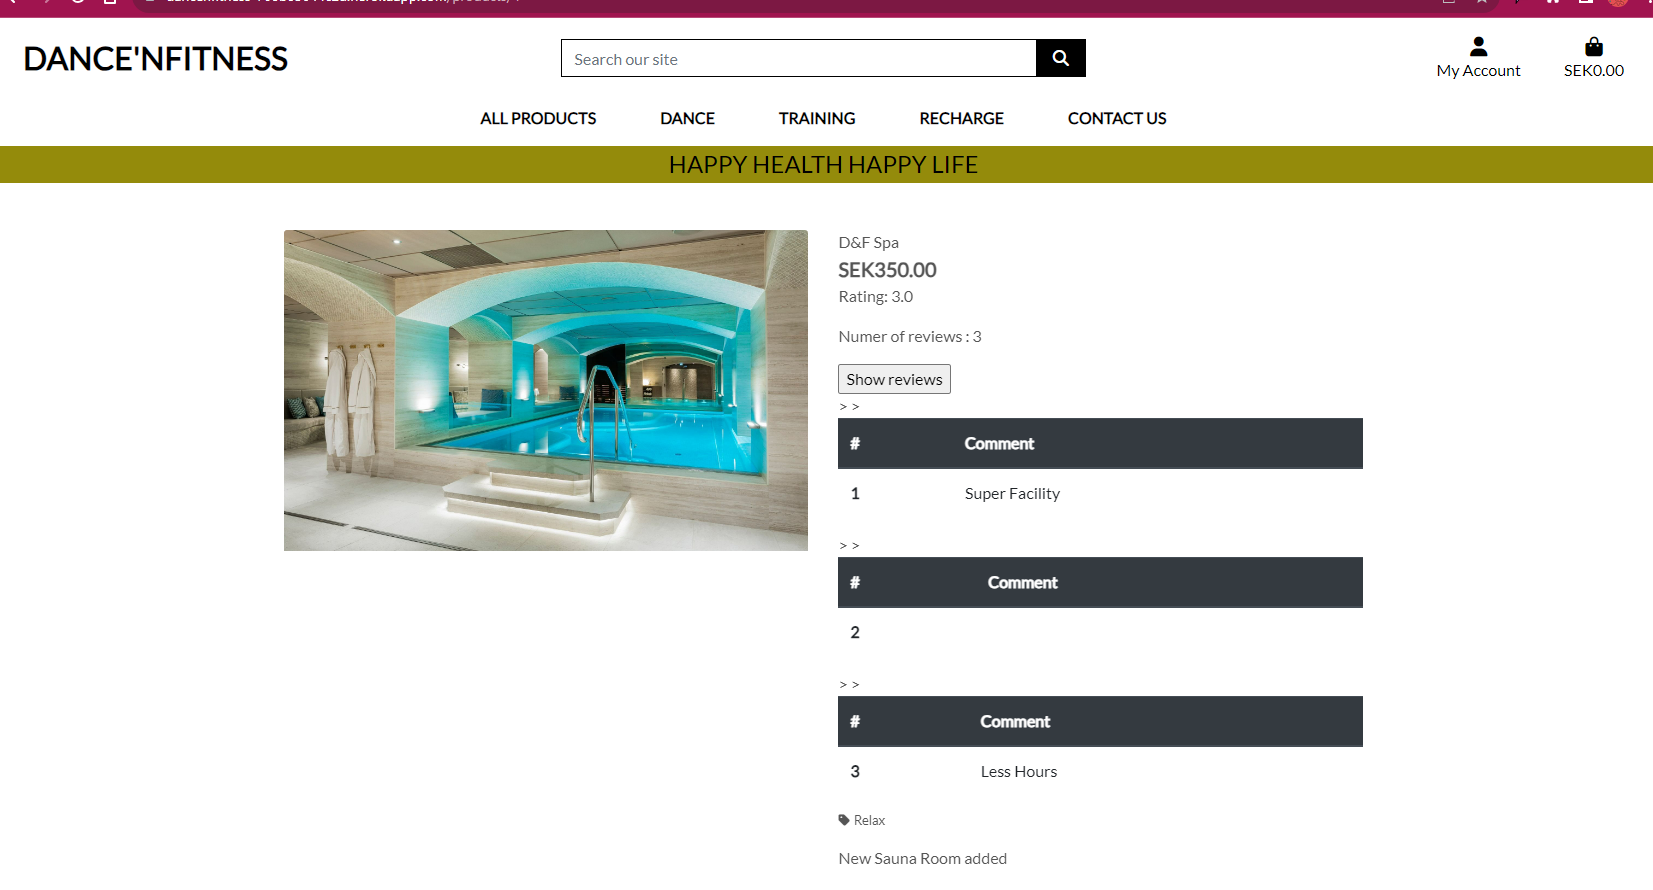 DANCE'NFITNESS
Search our site
My Account
SEK0.00
ALL PRODUCTS
DANCE
TRAINING
RECHARGE
CONTACT US
HAPPY HEALTH HAPPY LIFE
D&F Spa
SEK350.00
Rating: 3.0
Numer of reviews : 3
Show reviews
> >
# Comment
1 Super Facility
> >
# Comment
2
> >
# Comment
3 Less Hours
Relax
New Sauna Room added